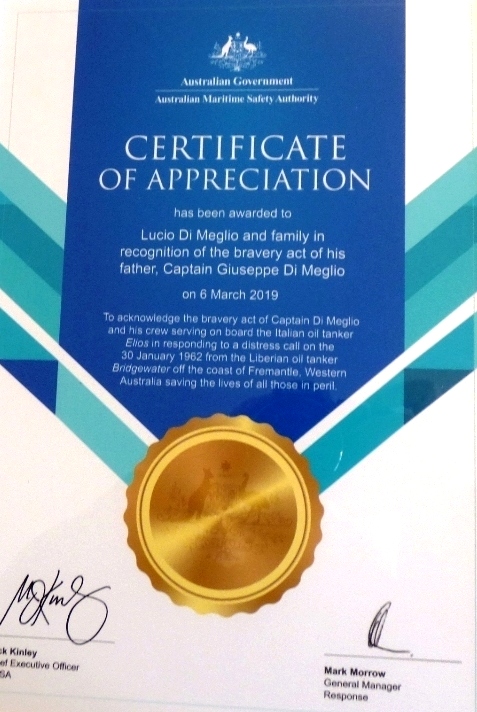 Australian Government
Australian Maritime Safety Authority
CERTIFICATE
OF APPRECIATION
has been awarded to
Lucio Di Meglio and family in
recognition of the bravery act of his
father, Captain Giuseppe Di Meglio
on 6 March 2019
To acknowledge the bravery act of Captain Di Meglio
and his crew serving on board the Italian oil tanker
Elios in responding to a distress call on the
30 January 1962 from the Liberian oil tanker
Bridgewater off the coast of Fremantle, Western
Australia saving the lives of all those in peril.
ck Kinley
ef Executive Officer
SA
Mark Morrow
General Manager
Response